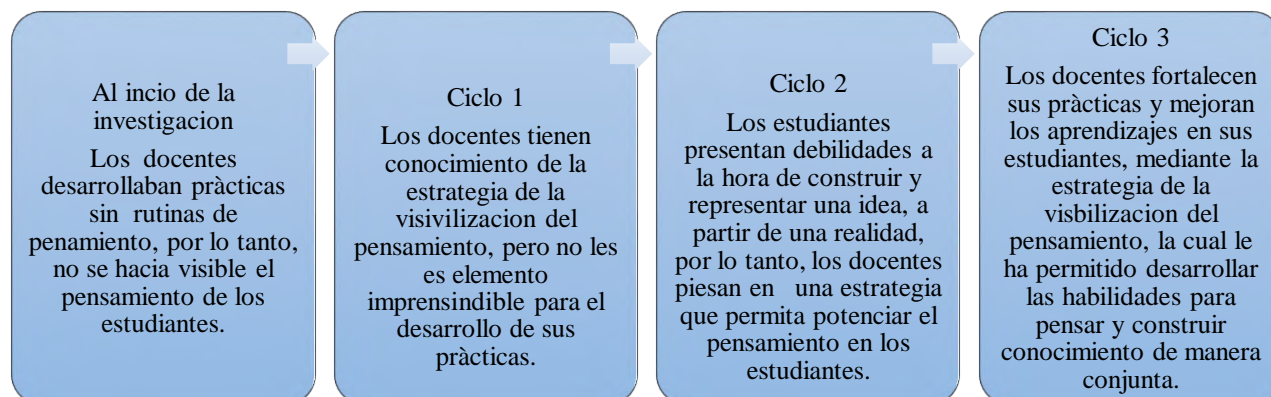 Al incio de la
investigacion
Los docentes
desarrollaban pràcticas
sin rutinas de
penamiento, por lo tanto,
no se hacia visible el
pensamiento de los
estudiantes.
Ciclo 1
Los docentes tienen
conocimiento de la
estrategia de la
visivilizacion del
pensamiento, pero no les
es elemento
imprensindible para el
desarrollo de sus
pràcticas.
Ciclo 2
Los estudiantes
presentan debilidades a
la hora de construir y
representar una idea, a
partir de una realidad,
por lo tanto, los docentes
piesan en una estrategia
que permita potenciar el
pensamiento en los
estudiantes.
Ciclo 3
Los docentes fortalecen
sus pràcticas y mejoran
los aprendizajes en sus
estudiantes, mediante la
estrategia de la
visbilizacion del
pensamiento, la cual le
ha permitido desarrollar
las habilidades para
pensar y construir
conocimiento de manera
conjunta.